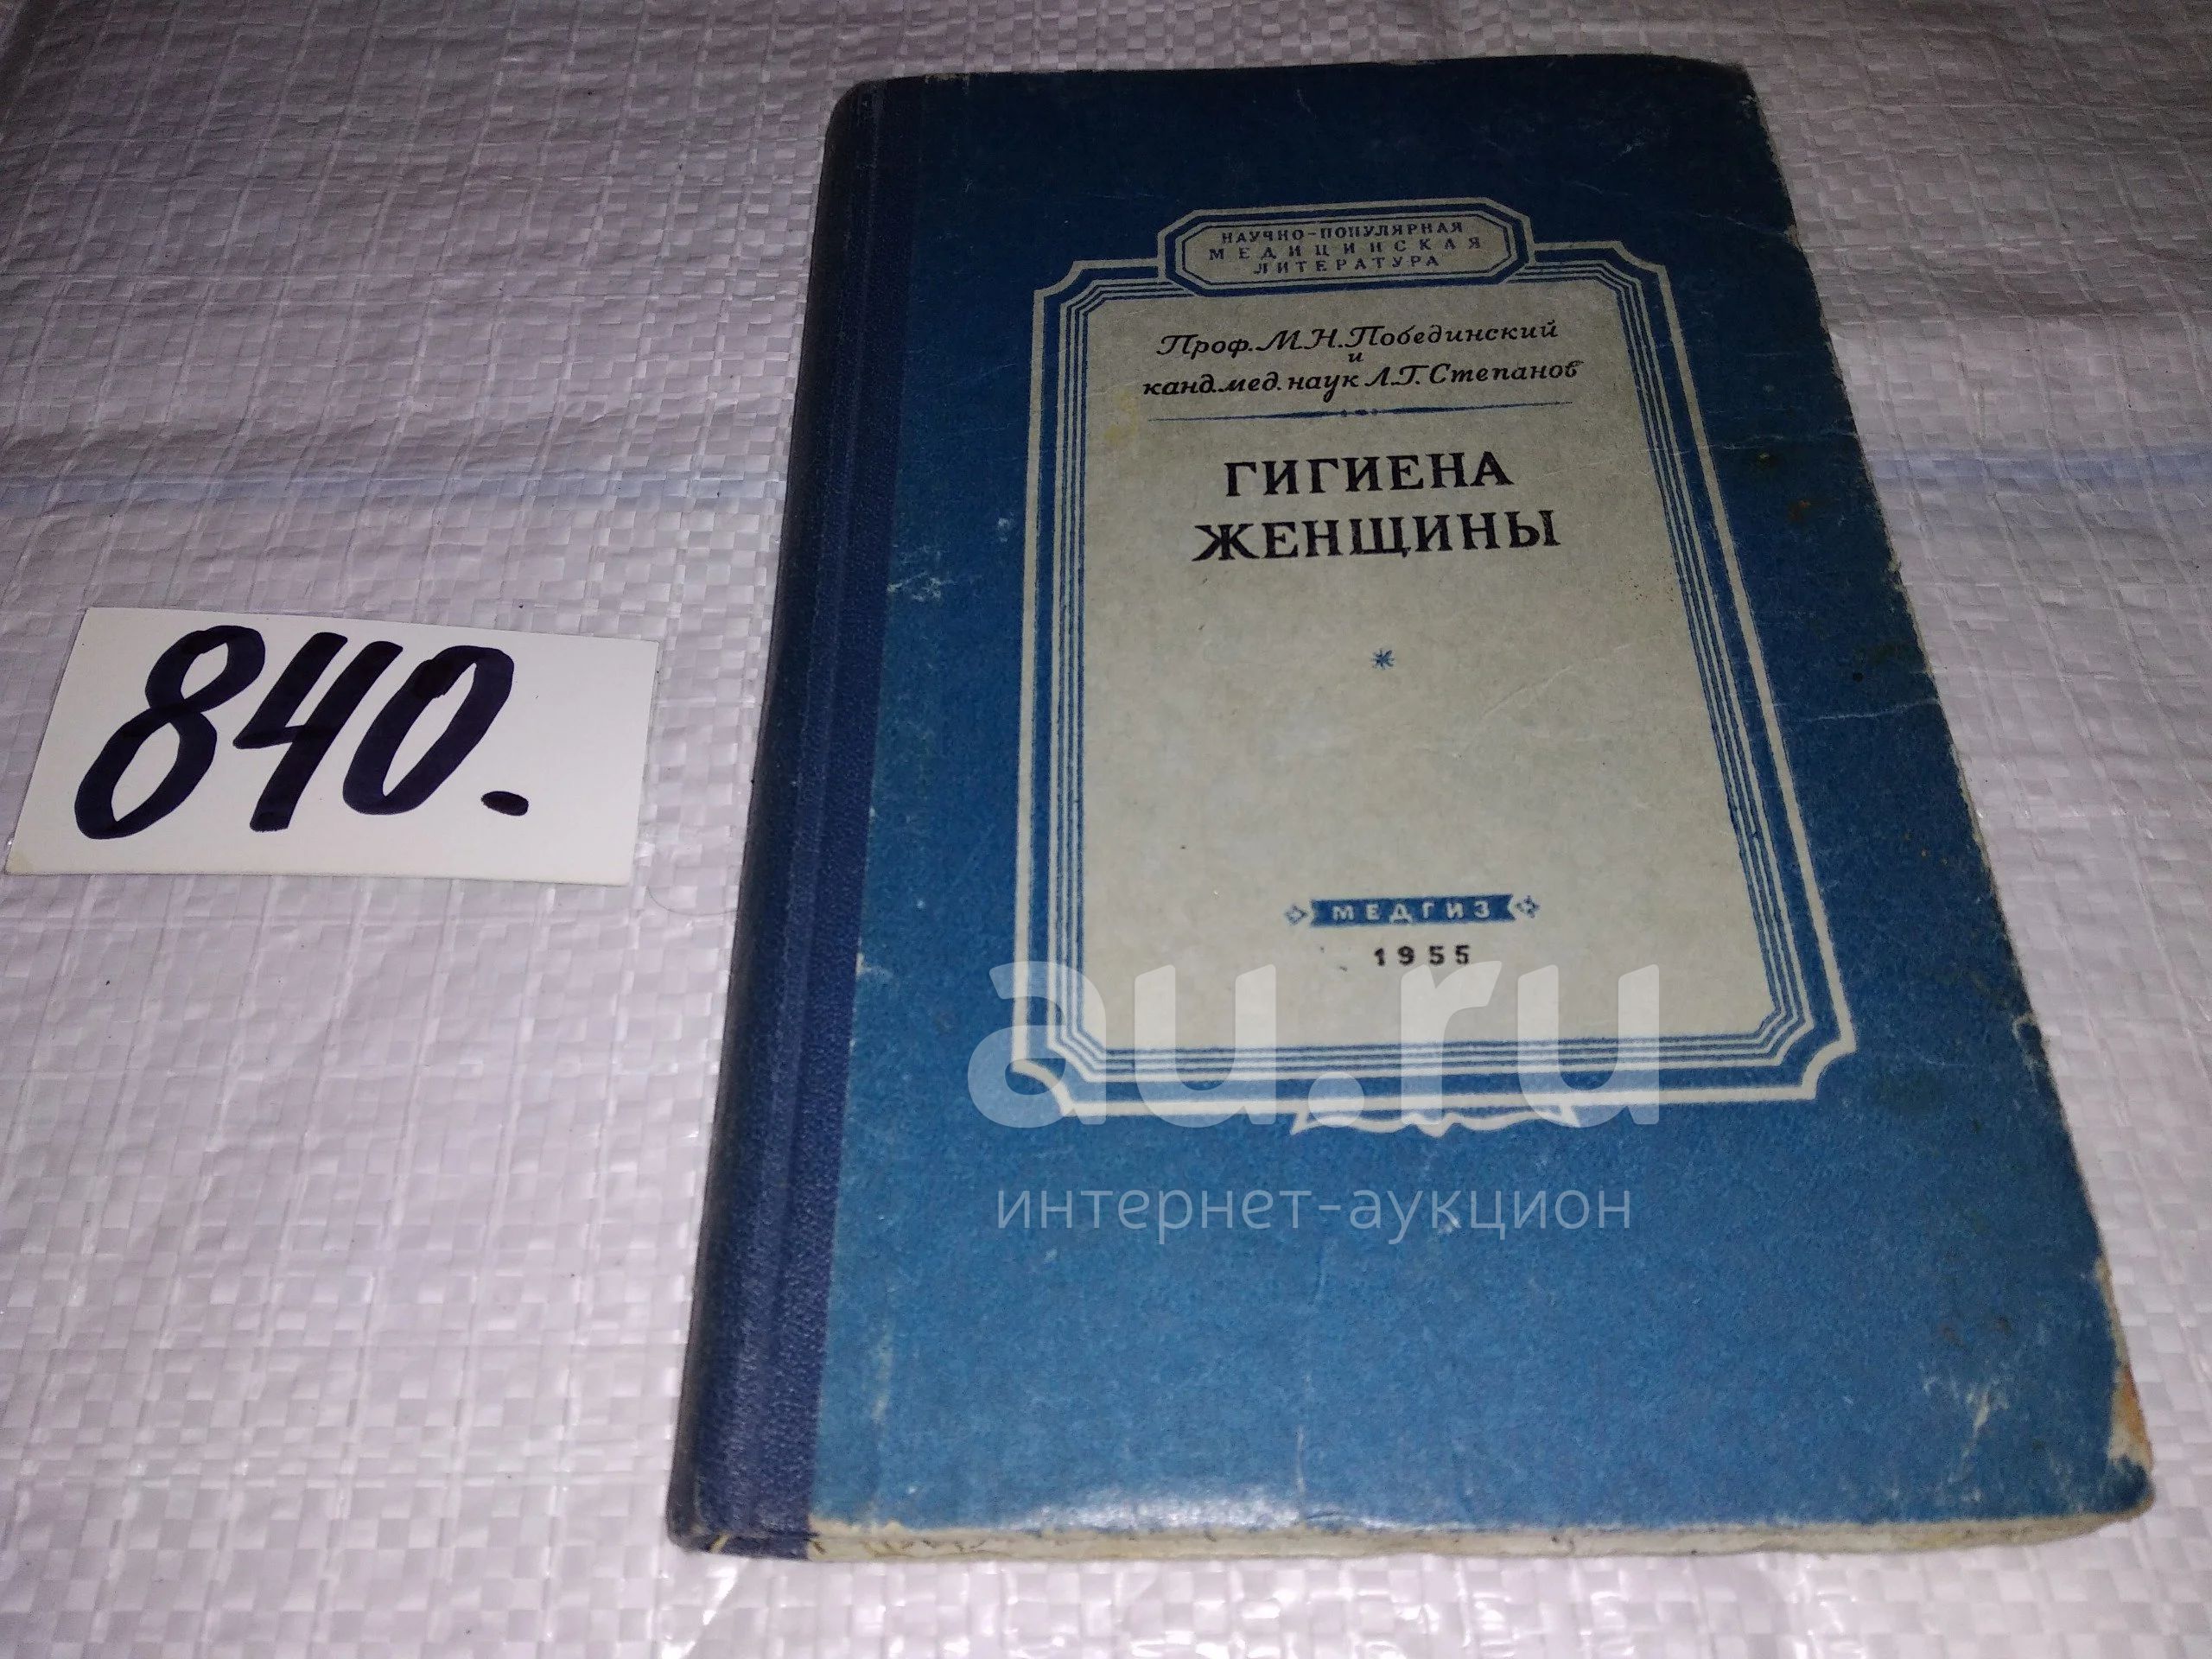 840.
НАУЧНО-ПОПУЛЯРНАЯ
МЕДИЦИНСКАЯ
ЛИТЕРАТУРА
Проф. М. Н. Побединский
и
канд. мед. наук Л. Г. Степанов
ГИГИЕНА
ЖЕНЩИНЫ
МЕДГИЗ
1955
au.ru
интернет-аукцион